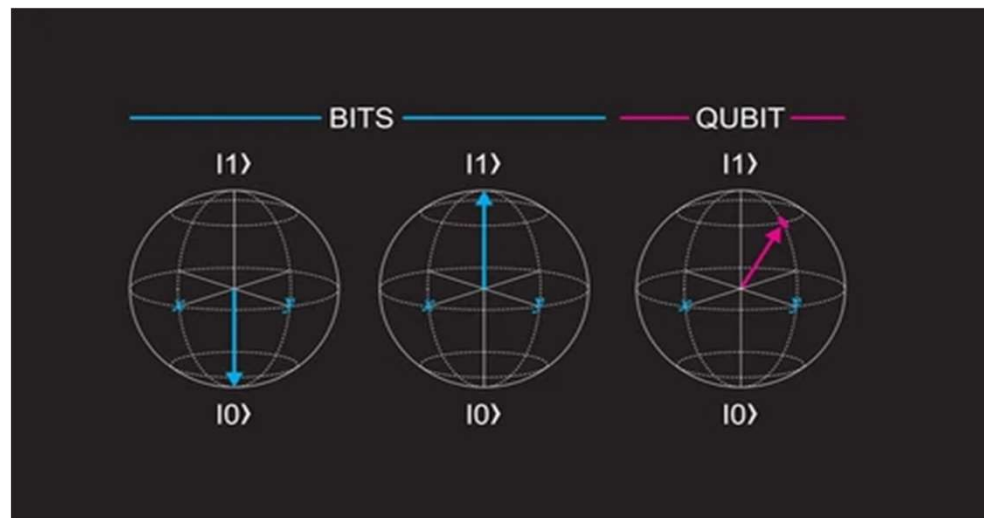 BITS QUBIT
|1⟩ |1⟩ |1⟩
x y x y x y
|0⟩ |0⟩ |0⟩